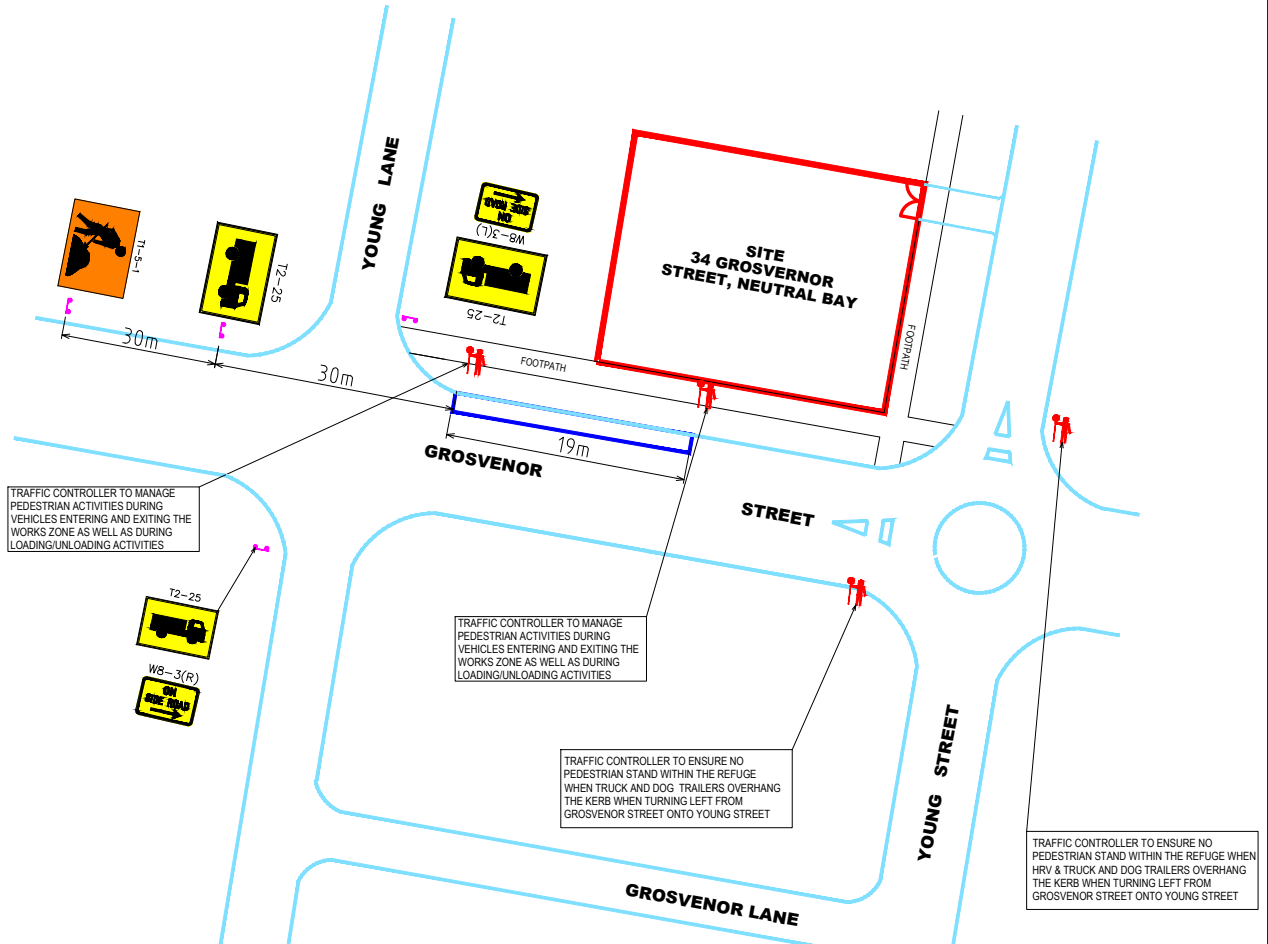 YOUNG LANE
ON
SIDE ROAD
W8-3(L)
T2-25
T1-5-1
T2-25
30m
30m
SITE
34 GROSVERNOR
STREET, NEUTRAL BAY
FOOTPATH
FOOTPATH
19m
GROSVENOR
STREET
TRAFFIC CONTROLLER TO MANAGE
PEDESTRIAN ACTIVITIES DURING
VEHICLES ENTERING AND EXITING THE
WORKS ZONE AS WELL AS DURING
LOADING/UNLOADING ACTIVITIES
T2-25
W8-3(R)
ON
SIDE ROAD
TRAFFIC CONTROLLER TO MANAGE
PEDESTRIAN ACTIVITIES DURING
VEHICLES ENTERING AND EXITING THE
WORKS ZONE AS WELL AS DURING
LOADING/UNLOADING ACTIVITIES
TRAFFIC CONTROLLER TO ENSURE NO
PEDESTRIAN STAND WITHIN THE REFUGE
WHEN TRUCK AND DOG TRAILERS OVERHANG
THE KERB WHEN TURNING LEFT FROM
GROSVENOR STREET ONTO YOUNG STREET
YOUNG STREET
TRAFFIC CONTROLLER TO ENSURE NO
PEDESTRIAN STAND WITHIN THE REFUGE WHEN
HRV & TRUCK AND DOG TRAILERS OVERHANG
THE KERB WHEN TURNING LEFT FROM
GROSVENOR STREET ONTO YOUNG STREET
GROSVENOR LANE